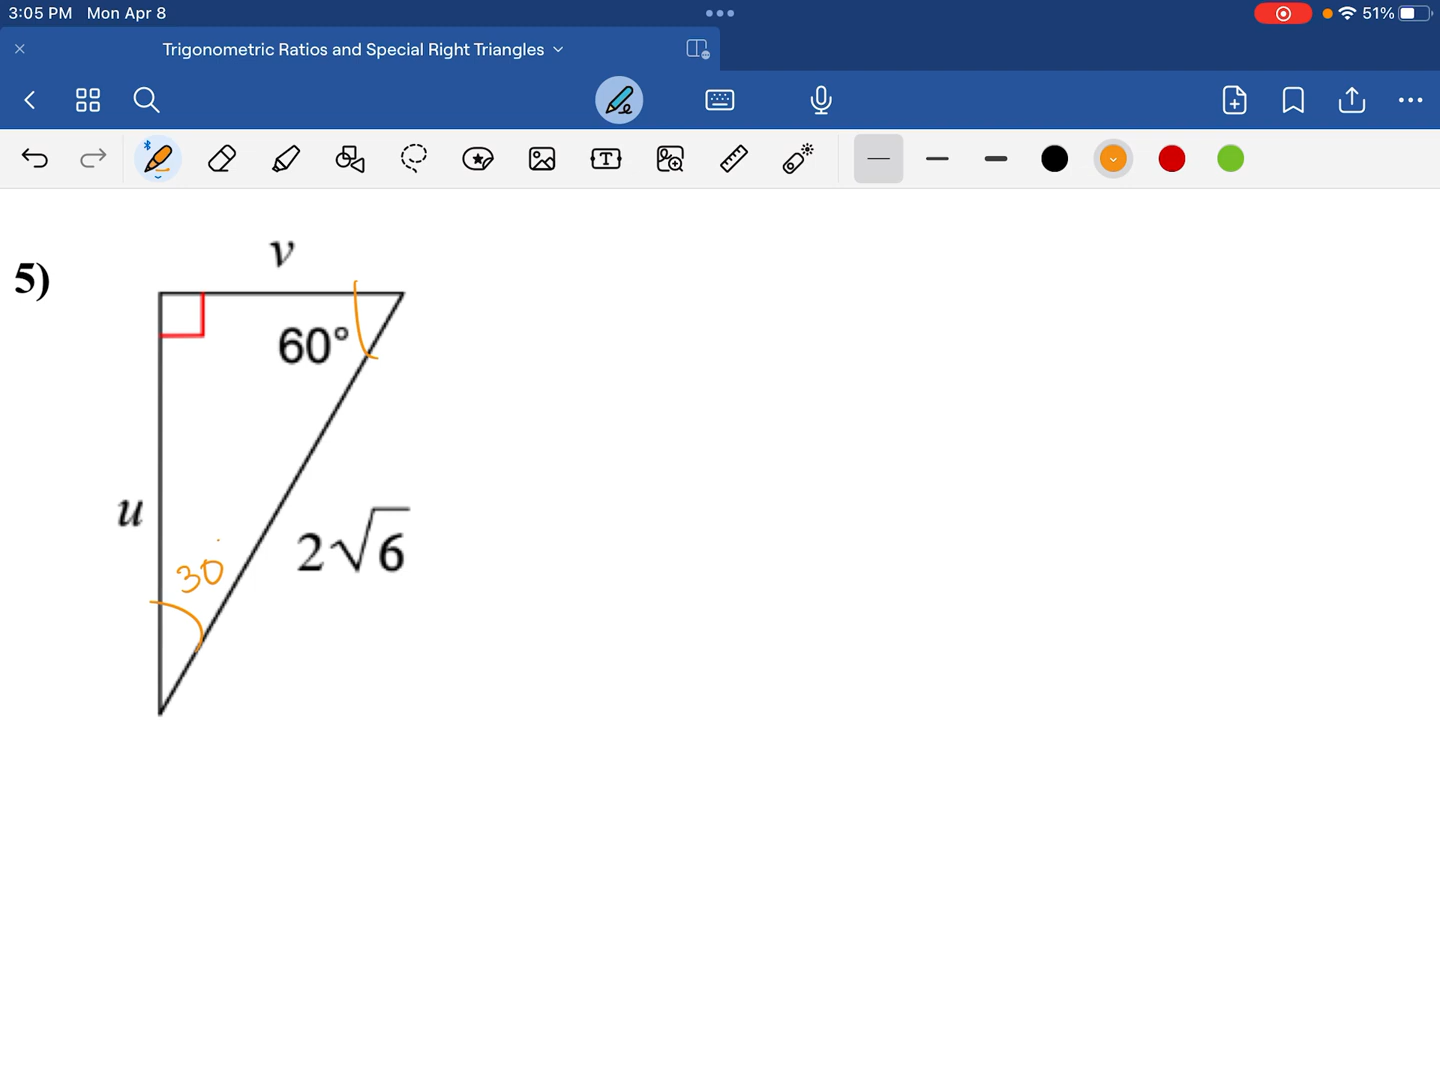 3:05 PM Mon Apr 8
51%
Trigonometric Ratios and Special Right Triangles
T
5)
v
60°
u
2√6
30